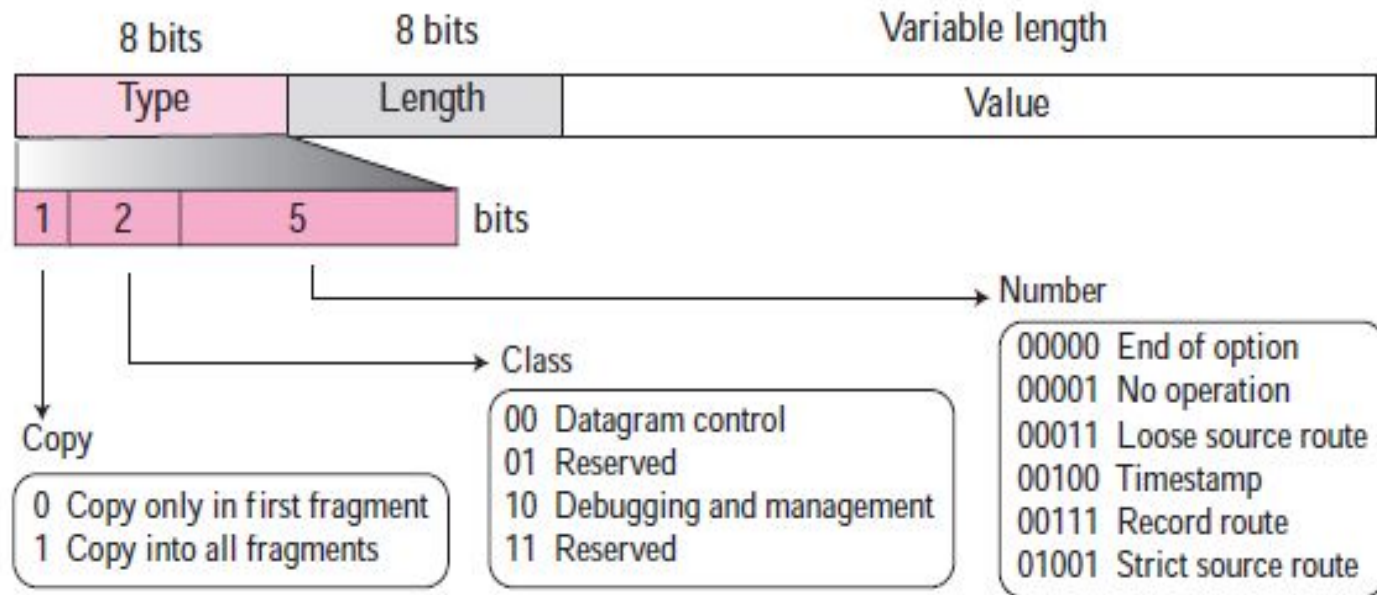 8 bits 8 bits Variable length
Type Length Value
1 2 5 bits
Number
00000 End of option
00001 No operation
00011 Loose source route
00100 Timestamp
00111 Record route
01001 Strict source route
Class
00 Datagram control
01 Reserved
10 Debugging and management
11 Reserved
Copy
0 Copy only in first fragment
1 Copy into all fragments